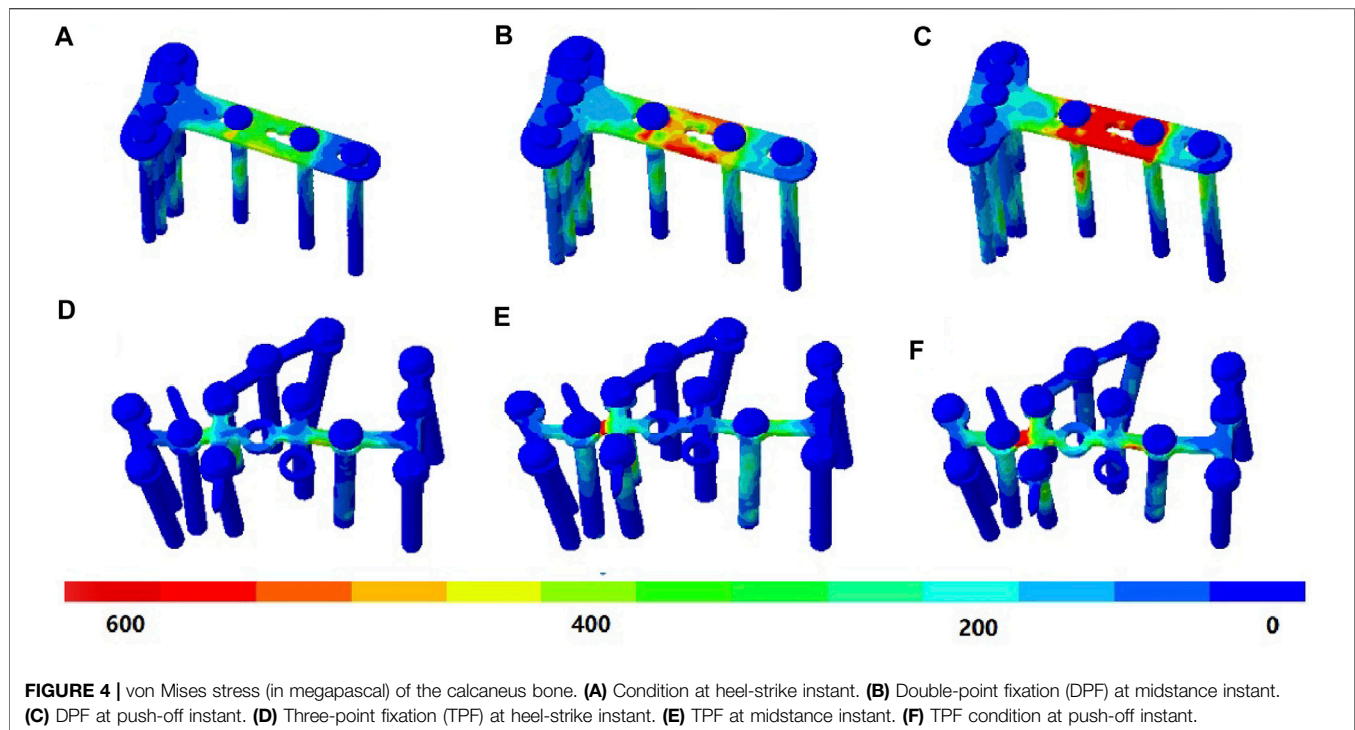 A
B
C
D
E
F
600 400 200 0
FIGURE 4 | von Mises stress (in megapascal) of the calcaneus bone. (A) Condition at heel-strike instant. (B) Double-point fixation (DPF) at midstance instant.
(C) DPF at push-off instant. (D) Three-point fixation (TPF) at heel-strike instant. (E) TPF at midstance instant. (F) TPF condition at push-off instant.